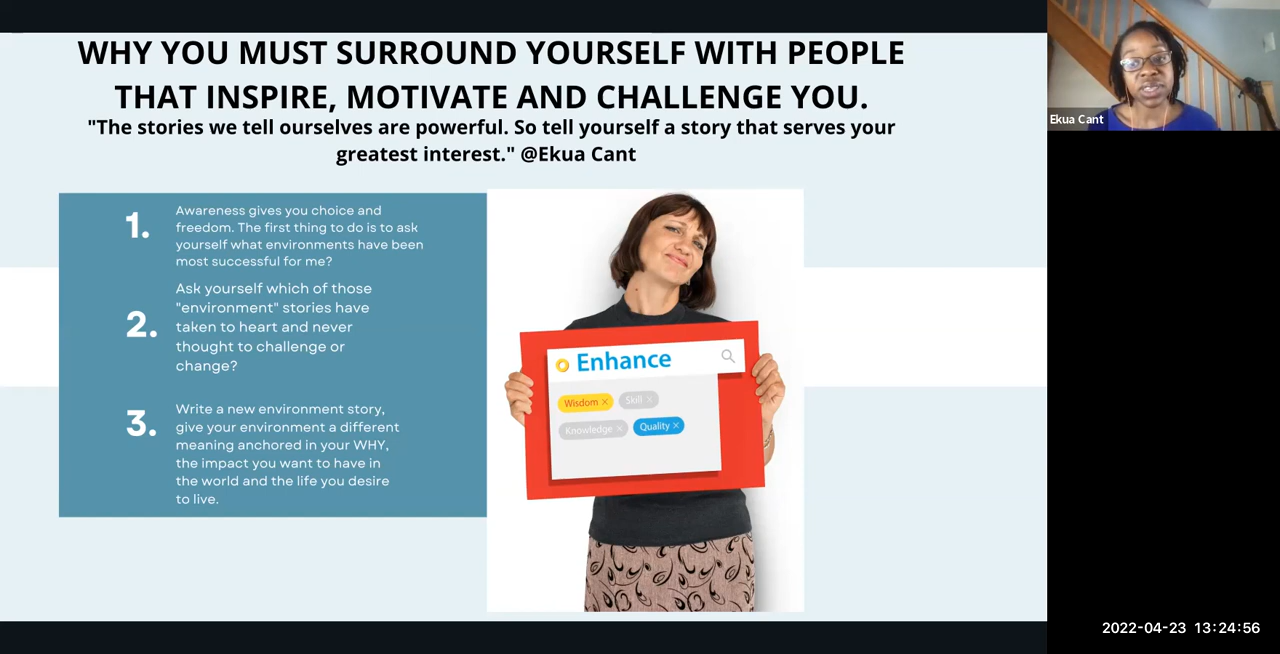 WHY YOU MUST SURROUND YOURSELF WITH PEOPLE
THAT INSPIRE, MOTIVATE AND CHALLENGE YOU.
"The stories we tell ourselves are powerful. So tell yourself a story that serves your
greatest interest." @Ekua Cant
1.
Awareness gives you choice and
freedom. The first thing to do is to ask
yourself what environments have been
most successful for me?
2.
Ask yourself which of those
"environment" stories have
taken to heart and never
thought to challenge or
change?
3.
Write a new environment story,
give your environment a different
meaning anchored in your WHY,
the impact you want to have in
the world and the life you desire
to live.
Enhance
Wisdom ×
Skill ×
Knowledge ×
Quality ×
Ekua Cant
2022-04-23 13:24:56